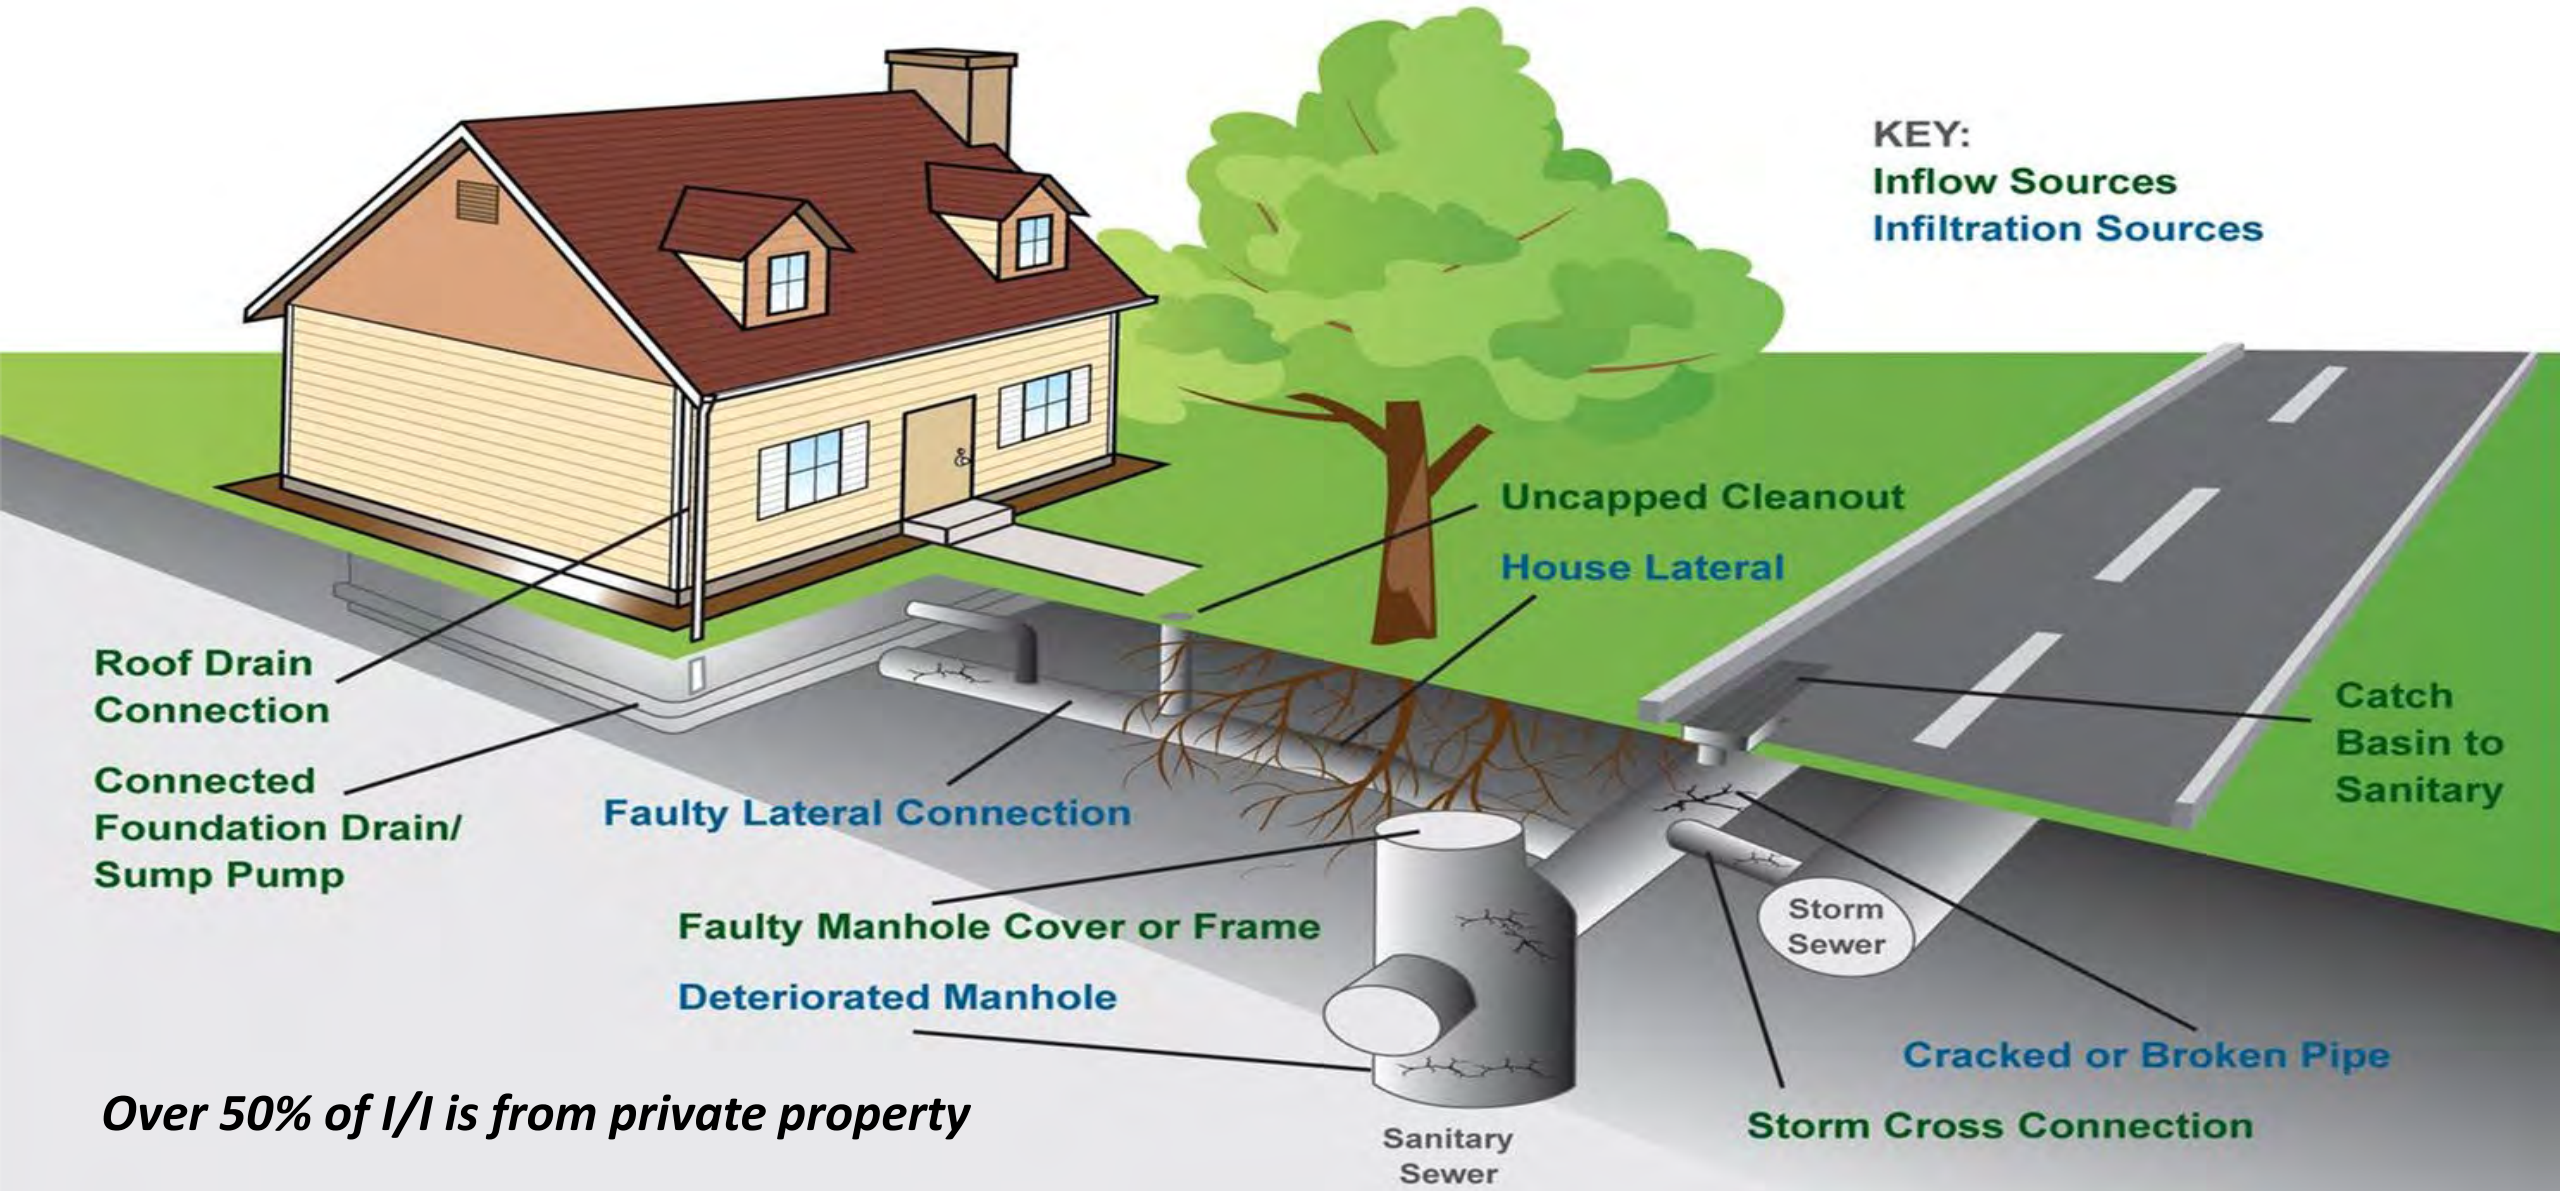 KEY:
Inflow Sources
Infiltration Sources
Uncapped Cleanout
House Lateral
Roof Drain
Connection
Connected
Foundation Drain/
Sump Pump
Faulty Lateral Connection
Faulty Manhole Cover or Frame
Deteriorated Manhole
Catch
Basin to
Sanitary
Storm
Sewer
Cracked or Broken Pipe
Storm Cross Connection
Sanitary
Sewer
Over 50% of I/I is from private property